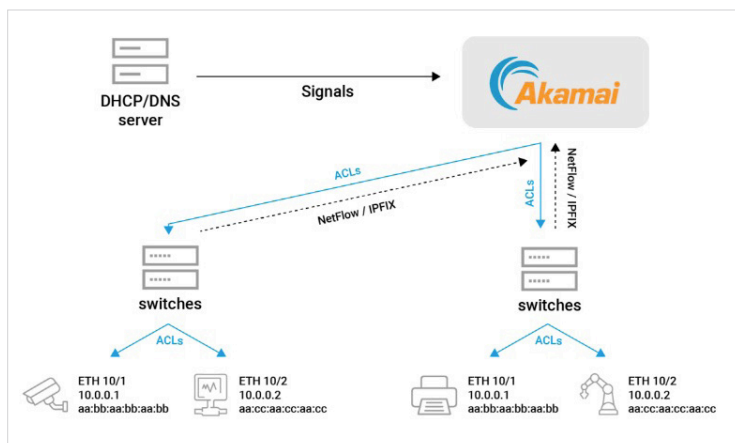 DHCP/DNS
server
Signals
Akamai
ACLs
NetFlow / IPFIX
ACLs
NetFlow / IPFIX
switches
switches
ACLs
ACLs
ETH 10/1
10.0.0.1
aa:bb:aa:bb:aa:bb
ETH 10/2
10.0.0.2
aa:cc:aa:cc:aa:cc
ETH 10/1
10.0.0.1
aa:bb:aa:bb:aa:bb
ETH 10/2
10.0.0.2
aa:cc:aa:cc:aa:cc